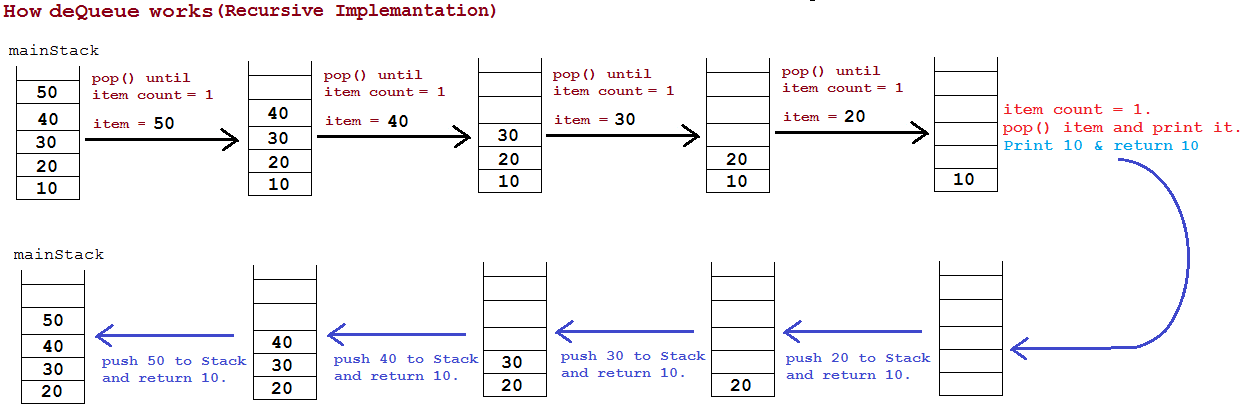 How deQueue works(Recursive Implemantation)
mainStack
50
40
30
20
10
pop() until
item count = 1
item = 50
40
30
20
10
pop() until
item count = 1
item = 40
30
20
10
pop() until
item count = 1
item = 30
20
10
pop() until
item count = 1
item = 20
10
item count = 1.
pop() item and print it.
Print 10 & return 10
mainStack
50
40
30
20
push 50 to Stack
and return 10.
40
30
20
push 40 to Stack
and return 10.
30
20
push 30 to Stack
and return 10.
20
push 20 to Stack
and return 10.